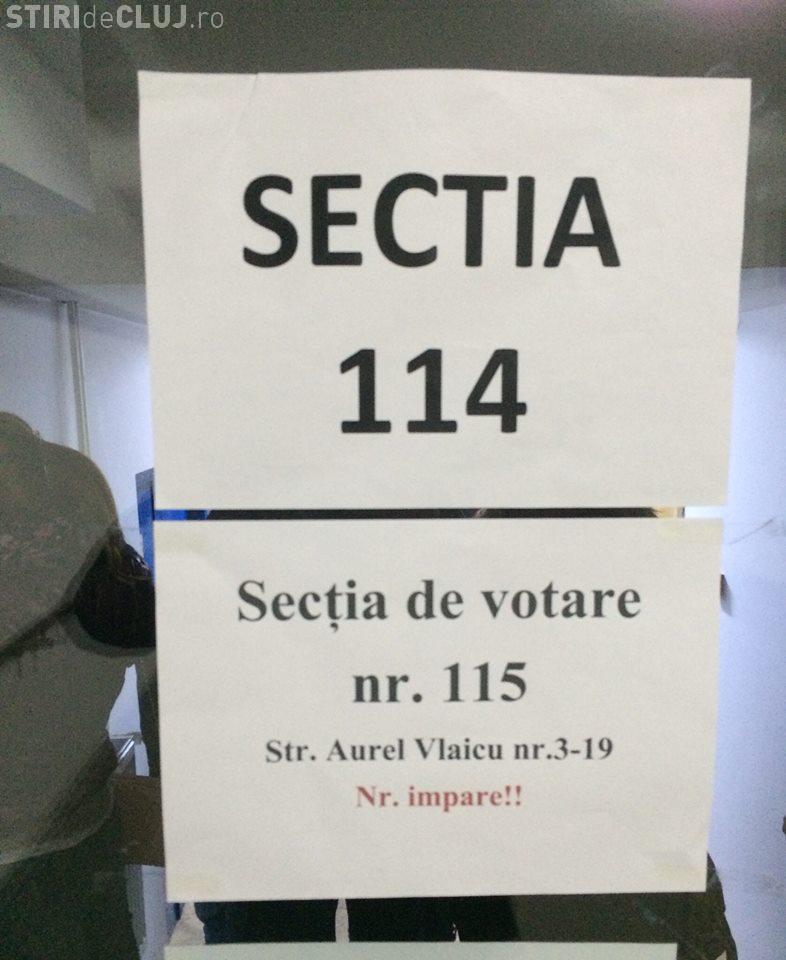 STIRIdeCLUJ.ro
SECTIA
114
Secția de votare
nr. 115
Str. Aurel Vlaicu nr.3-19
Nr. impare!!